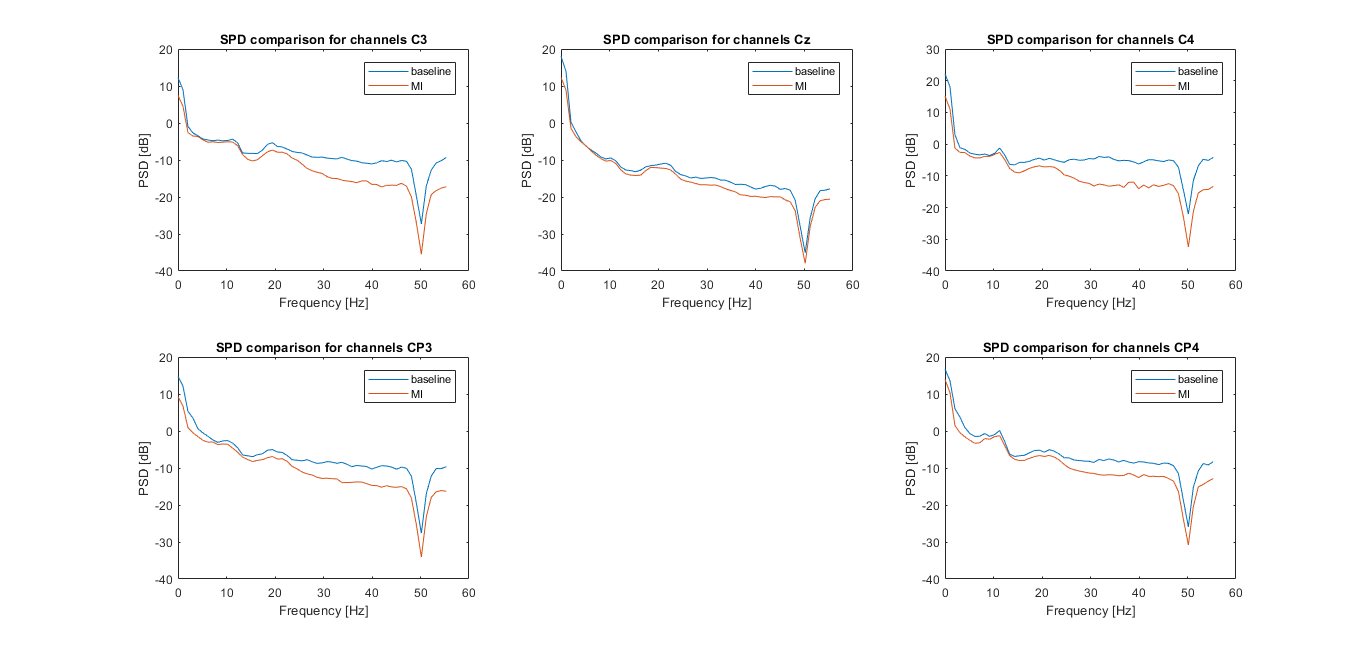 SPD comparison for channels C3
20
10
0
-10
-20
-30
-40
PSD [dB]
baseline
MI
0 10 20 30 40 50 60
Frequency [Hz]
SPD comparison for channels Cz
20
10
0
-10
-20
-30
-40
PSD [dB]
baseline
MI
0 10 20 30 40 50 60
Frequency [Hz]
SPD comparison for channels C4
30
20
10
0
-10
-20
-30
-40
PSD [dB]
baseline
MI
0 10 20 30 40 50 60
Frequency [Hz]
SPD comparison for channels CP3
20
10
0
-10
-20
-30
-40
PSD [dB]
baseline
MI
0 10 20 30 40 50 60
Frequency [Hz]
SPD comparison for channels CP4
20
10
0
-10
-20
-30
-40
PSD [dB]
baseline
MI
0 10 20 30 40 50 60
Frequency [Hz]